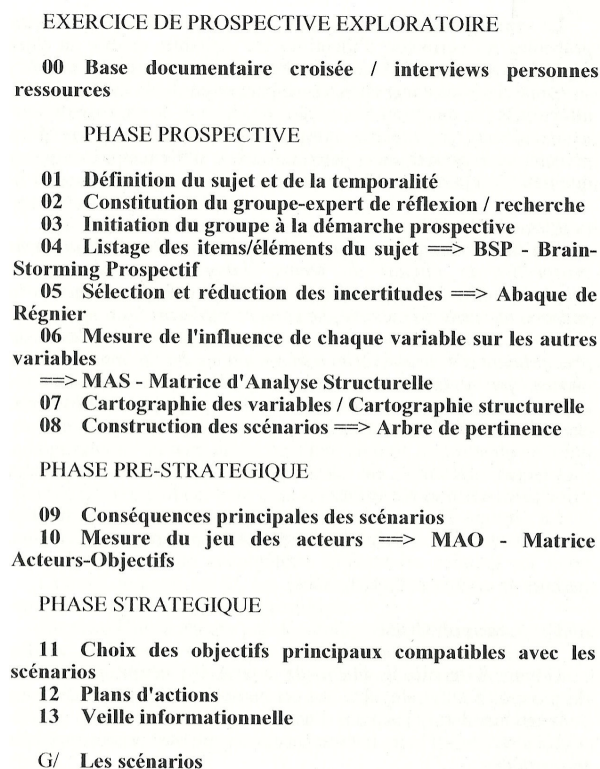 EXERCICE DE PROSPECTIVE EXPLORATOIRE
00 Base documentaire croisée / interviews personnes
ressources
PHASE PROSPECTIVE
01 Définition du sujet et de la temporalité
02 Constitution du groupe-expert de réflexion / recherche
03 Initiation du groupe à la démarche prospective
04 Listage des items/éléments du sujet ==> BSP - Brain-
Storming Prospectif
05 Sélection et réduction des incertitudes ==> Abaque de
Régnier
06 Mesure de l'influence de chaque variable sur les autres
variables
==> MAS - Matrice d'Analyse Structurelle
07 Cartographie des variables / Cartographie structurelle
08 Construction des scénarios ==> Arbre de pertinence
PHASE PRE-STRATEGIQUE
09 Conséquences principales des scénarios
10 Mesure du jeu des acteurs ==> MAO - Matrice
Acteurs-Objectifs
PHASE STRATEGIQUE
11 Choix des objectifs principaux compatibles avec les
scénarios
12 Plans d'actions
13 Veille informationnelle
G/ Les scénarios